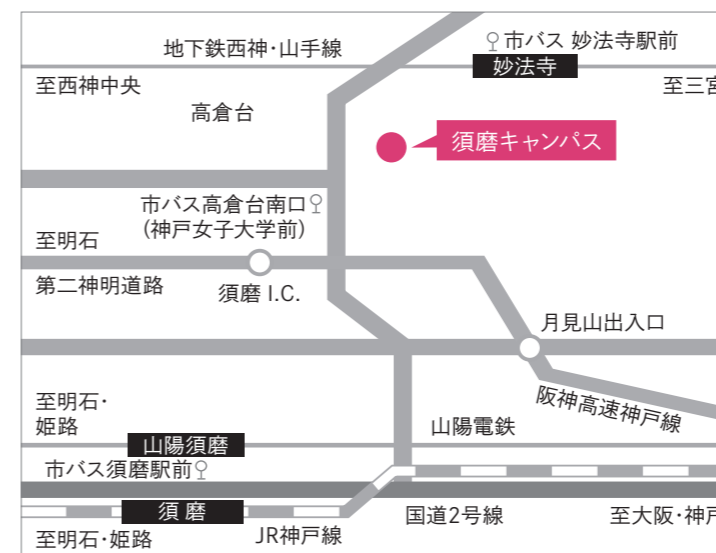 地下鉄西神・山手線
市バス 妙法寺駅前
妙法寺
至西神中央
至三宮
高倉台
須磨キャンパス
市バス高倉台南口
(神戸女子大学前)
至明石
第二神明道路
須磨 I.C.
月見山出入口
阪神高速神戸線
至明石・
姫路
山陽電鉄
山陽須磨
市バス須磨駅前
須磨
国道2号線
至大阪・神戸
至明石・姫路
JR神戸線